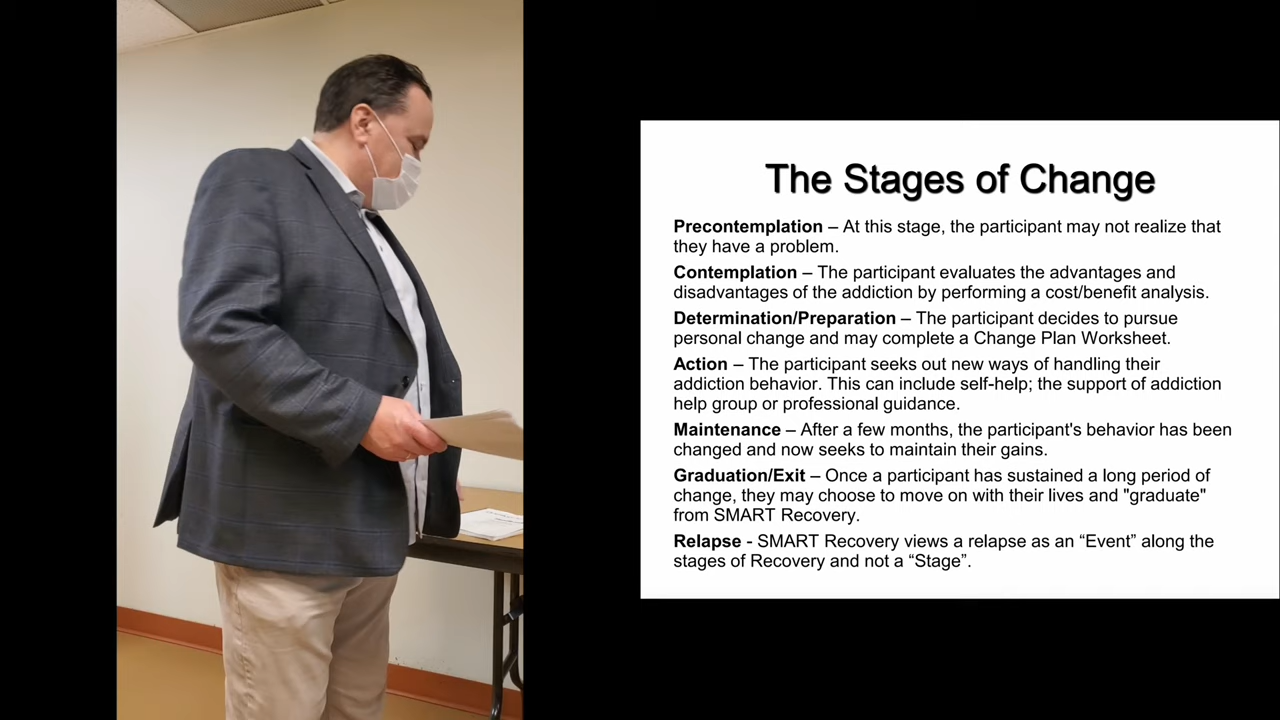 The Stages of Change
Precontemplation – At this stage, the participant may not realize that
they have a problem.
Contemplation – The participant evaluates the advantages and
disadvantages of the addiction by performing a cost/benefit analysis.
Determination/Preparation – The participant decides to pursue
personal change and may complete a Change Plan Worksheet.
Action – The participant seeks out new ways of handling their
addiction behavior. This can include self-help; the support of addiction
help group or professional guidance.
Maintenance – After a few months, the participant's behavior has been
changed and now seeks to maintain their gains.
Graduation/Exit – Once a participant has sustained a long period of
change, they may choose to move on with their lives and "graduate"
from SMART Recovery.
Relapse - SMART Recovery views a relapse as an “Event” along the
stages of Recovery and not a “Stage”.